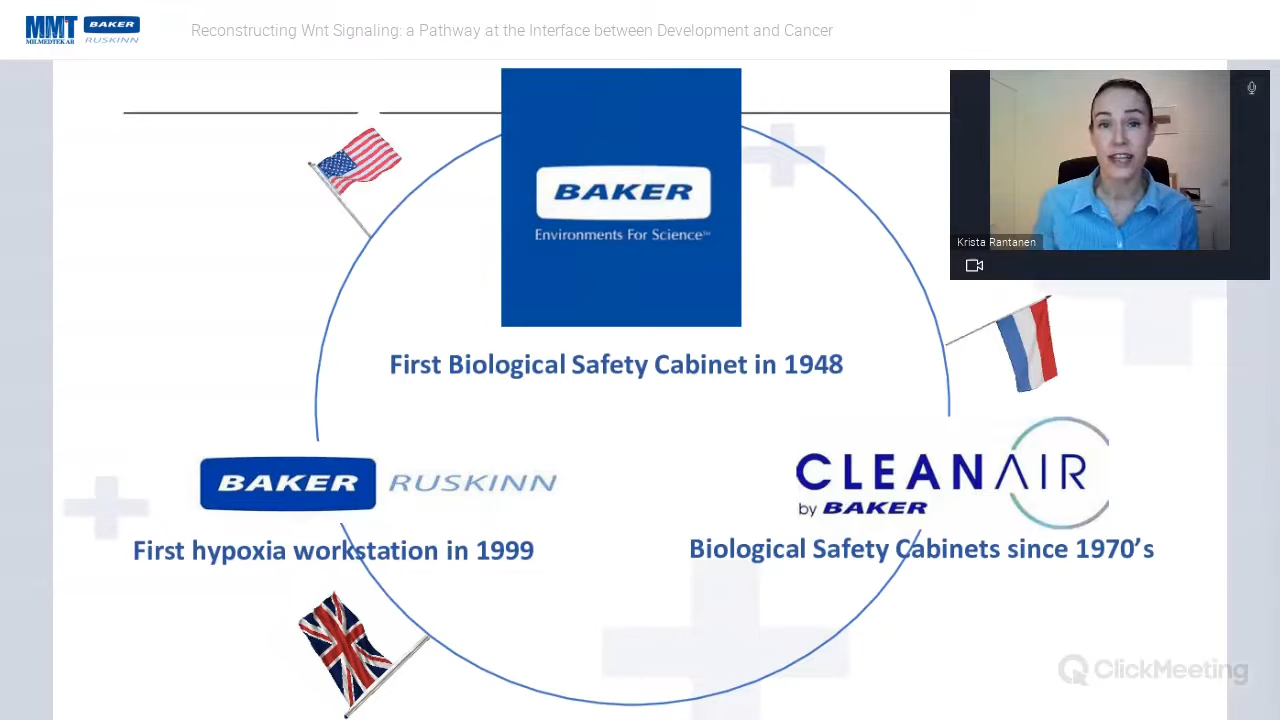 MMT
MILMEDTEK AB
BAKER
RUSKINN
Reconstructing Wnt Signaling: a Pathway at the Interface between Development and Cancer
BAKER
Environments For Science™
Krista Rantanen
First Biological Safety Cabinet in 1948
BAKER RUSKINN
First hypoxia workstation in 1999
CLEANAIR
by BAKER
Biological Safety Cabinets since 1970’s
ClickMeeting